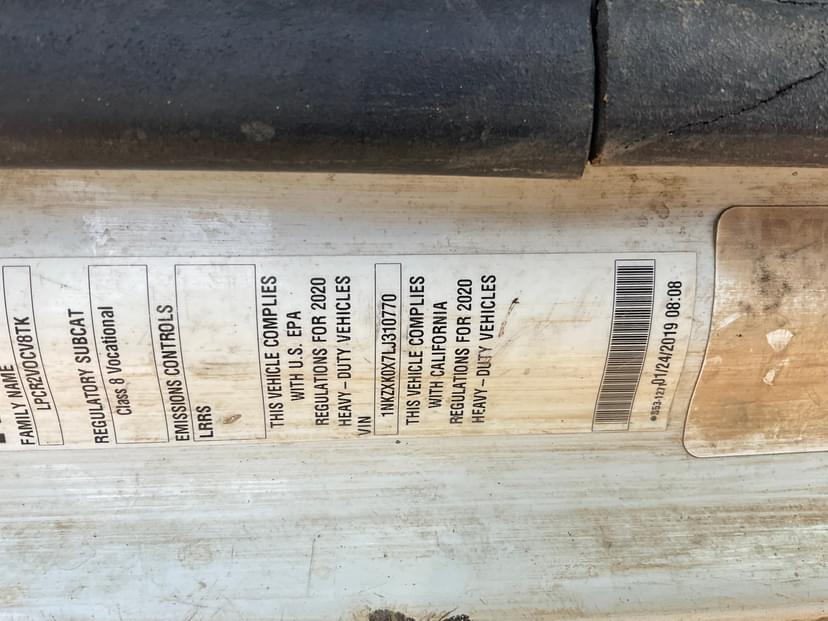 FAMILY NAME
LPCR2VOCV8TK
REGULATORY SUBCAT
Class 8 Vocational
EMISSIONS CONTROLS
LRRS
THIS VEHICLE COMPLIES
WITH U.S. EPA
REGULATIONS FOR 2020
HEAVY-DUTY VEHICLES
VIN
1NKZXK0X7LJ310770
THIS VEHICLE COMPLIES
WITH CALIFORNIA
REGULATIONS FOR 2020
HEAVY-DUTY VEHICLES
01/24/2019 08:08